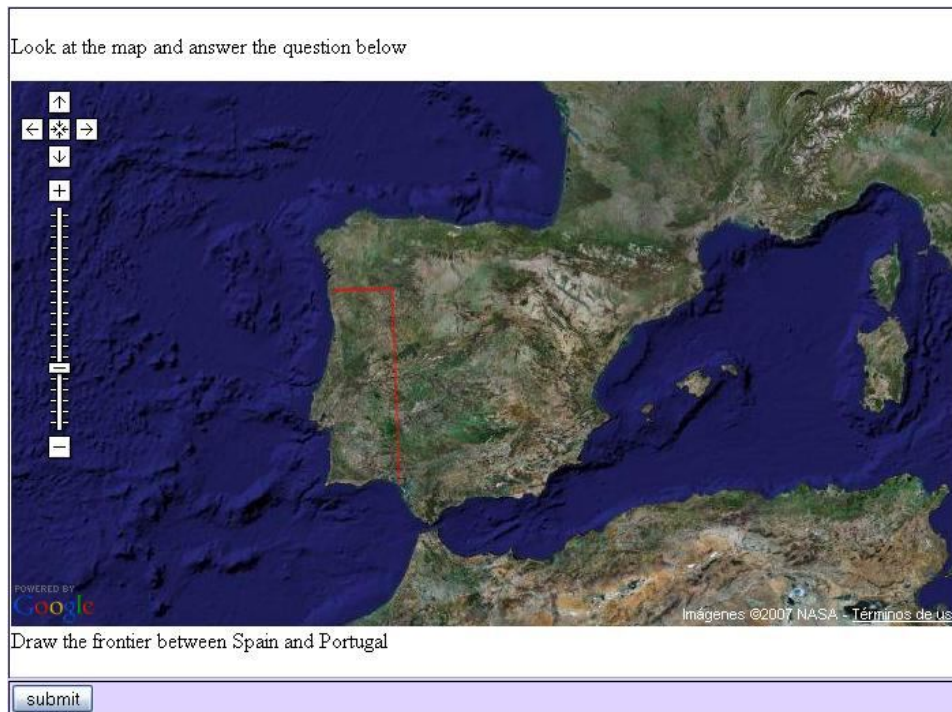 Look at the map and answer the question below
POWERED BY
Google
Imágenes ©2007 NASA - Términos de us
Draw the frontier between Spain and Portugal
submit